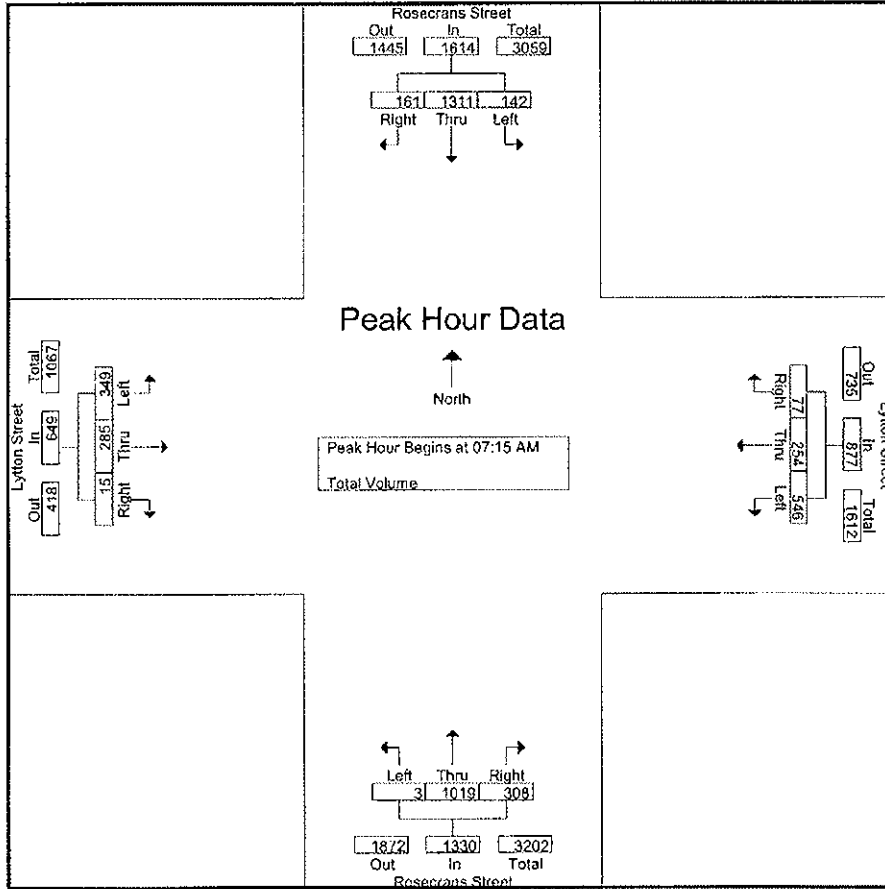 Rosecrans Street
Out In Total
1445 1614 3059
161 1311 142
Right Thru Left
Peak Hour Data
North
Peak Hour Begins at 07:15 AM
Total Volume
Lytton Street
Total In Out
1067 649 418
349 285 15
Left Thru Right
Lytton Street
Out In Total
735 877 1612
77 254 546
Right Thru Left
Left Thru Right
3 1019 308
1872 1330 3202
Out In Total
Rosecrans Street